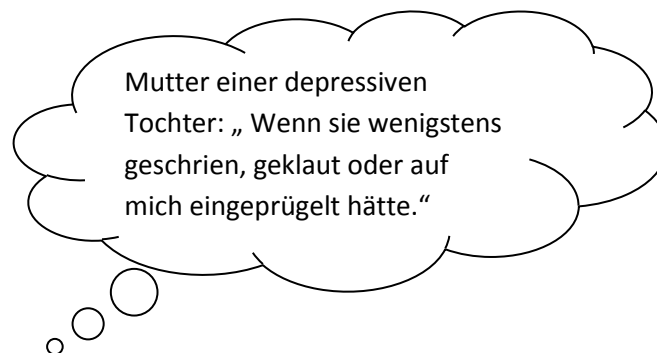 Mutter einer depressiven
Tochter: „ Wenn sie wenigstens
geschrien, geklaut oder auf
mich eingeprügelt hätte.“